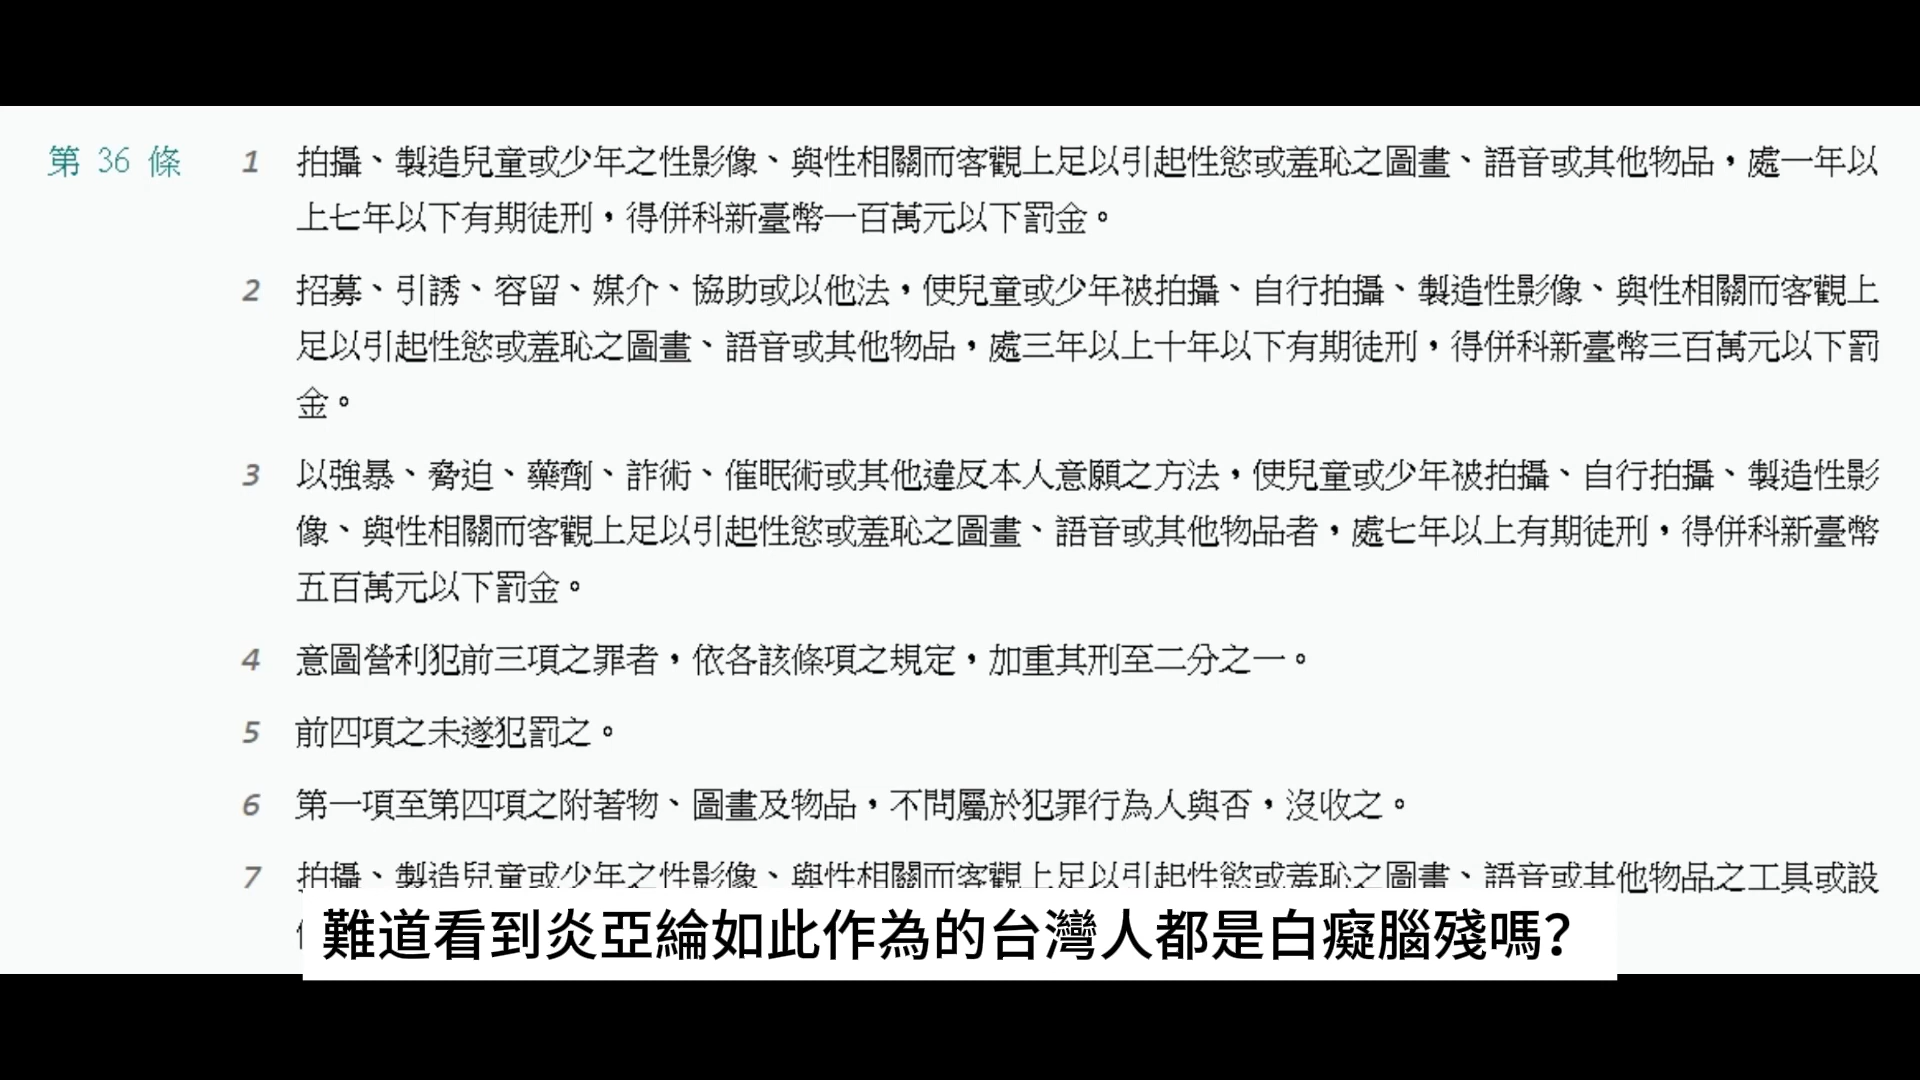 第 36 條 1 拍攝、製造兒童或少年之性影像、與性相關而客觀上足以引起性慾或羞恥之圖畫、語音或其他物品，處一年以
上七年以下有期徒刑，得併科新臺幣一百萬元以下罰金。
2 招募、引誘、容留、媒介、協助或以他法，使兒童或少年被拍攝、自行拍攝、製造性影像、與性相關而客觀上
足以引起性慾或羞恥之圖畫、語音或其他物品，處三年以上十年以下有期徒刑，得併科新臺幣三百萬元以下罰
金。
3 以強暴、脅迫、藥劑、詐術、催眠術或其他違反本人意願之方法，使兒童或少年被拍攝、自行拍攝、製造性影
像、與性相關而客觀上足以引起性慾或羞恥之圖畫、語音或其他物品者，處七年以上有期徒刑，得併科新臺幣
五百萬元以下罰金。
4 意圖營利犯前三項之罪者，依各該條項之規定，加重其刑至二分之一。
5 前四項之未遂犯罰之。
6 第一項至第四項之附著物、圖畫及物品，不問屬於犯罪行為人與否，沒收之。
7 拍攝、製造兒童或少年之性影像、與性相關而客觀上足以引起性慾或羞恥之圖畫、語音或其他物品之工具或設
難道看到炎亞綸如此作為的台灣人都是白癡腦殘嗎?